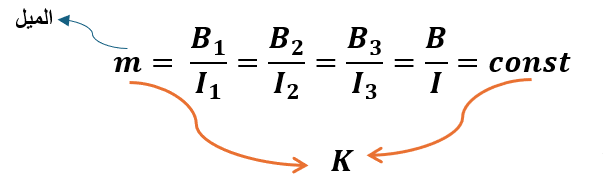 الميل
m = B₁/I₁ = B₂/I₂ = B₃/I₃ = B/I = const
K